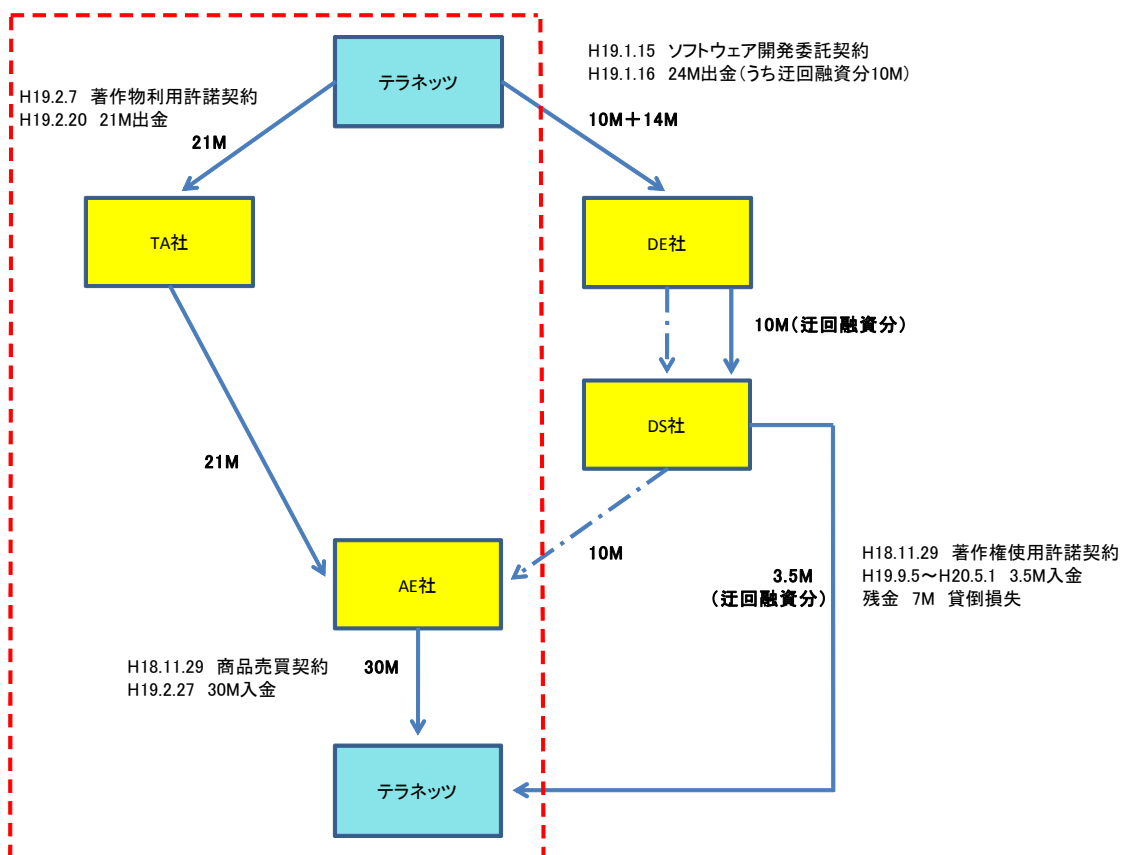 テラネッツ
H19.1.15 ソフトウェア開発委託契約
H19.1.16 24M出金(うち迂回融資分10M)
H19.2.7 著作物利用許諾契約
H19.2.20 21M出金
21M
10M+14M
TA社
DE社
10M(迂回融資分)
DS社
21M
10M
AE社
3.5M
(迂回融資分)
H18.11.29 著作権使用許諾契約
H19.9.5~H20.5.1 3.5M入金
残金 7M 貸倒損失
H18.11.29 商品売買契約
H19.2.27 30M入金
30M
テラネッツ